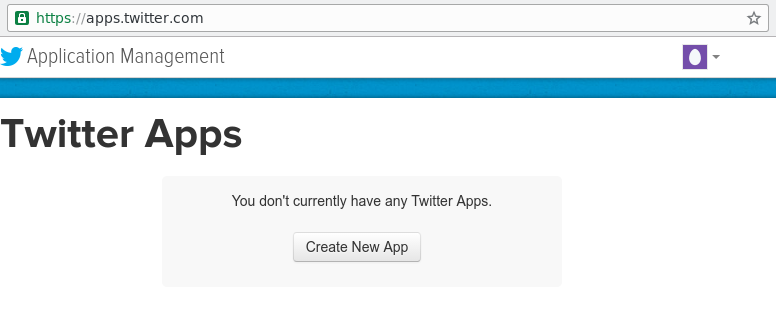 https://apps.twitter.com
Application Management
Twitter Apps
You don't currently have any Twitter Apps.
Create New App